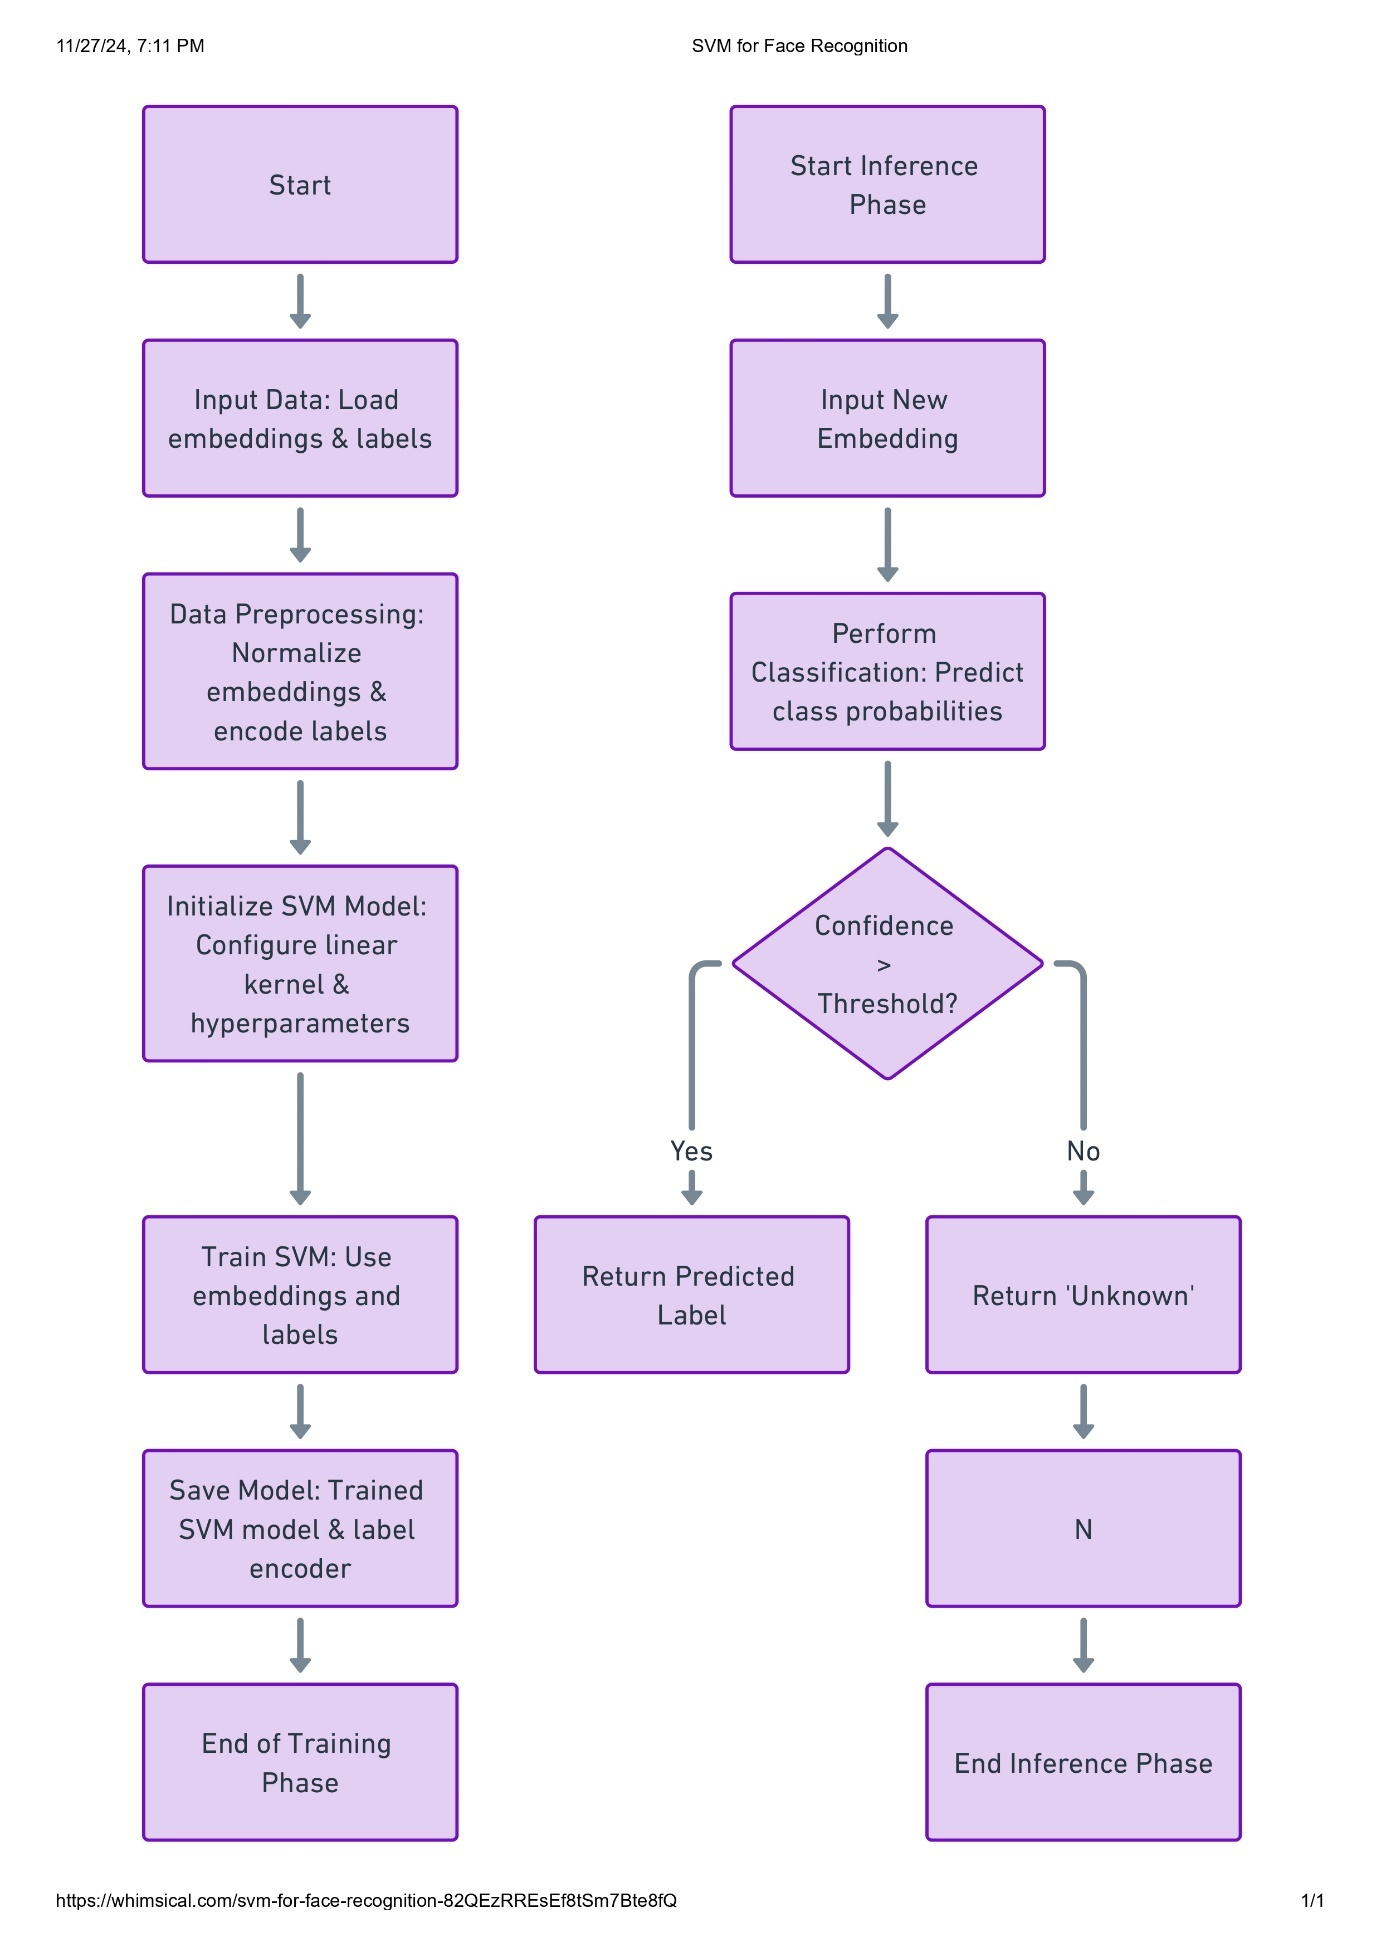 11/27/24, 7:11 PM
SVM for Face Recognition
Start
Input Data: Load
embeddings & labels
Data Preprocessing:
Normalize
embeddings &
encode labels
Initialize SVM Model:
Configure linear
kernel &
hyperparameters
Train SVM: Use
embeddings and
labels
Save Model: Trained
SVM model & label
encoder
End of Training
Phase
Start Inference
Phase
Input New
Embedding
Perform
Classification: Predict
class probabilities
Confidence
>
Threshold?
Yes
No
Return Predicted
Label
Return 'Unknown'
N
End Inference Phase
https://whimsical.com/svm-for-face-recognition-82QEzRREsEf8tSm7Bte8fQ
1/1